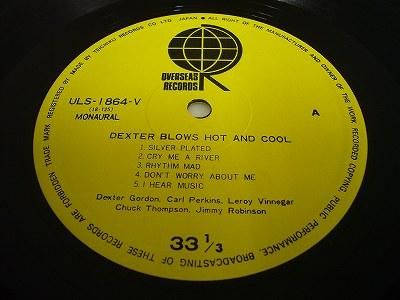 OVERSEAS
RECORDS
R
ULS-1864-V
(18-125)
MONAURAL
A
DEXTER BLOWS HOT AND COOL
1. SILVER PLATED
2. CRY ME A RIVER
3. RHYTHM MAD
4. DON'T WORRY ABOUT ME
5. I HEAR MUSIC
Dexter Gordon, Carl Perkins, Leroy Vinnegar
Chuck Thompson, Jimmy Robinson
33 1/3
MADE BY TEICHIKU RECORDS CO. LTD. JAPAN • ALL RIGHT OF THE MANUFACTURER AND OWNER OF THE WORK RECORDED COPYING, PUBLIC PERFORMANCE, BROADCASTING OF THESE RECORDS ARE FORBIDDEN TRADE MARK REGISTERED